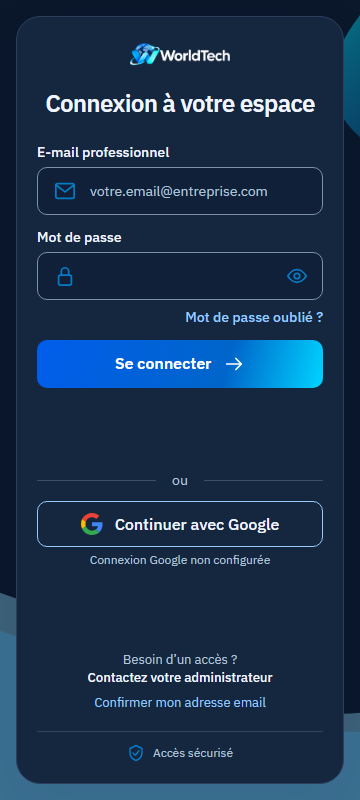 WorldTech
Connexion à votre espace
E-mail professionnel
votre.email@entreprise.com
Mot de passe
Mot de passe oublié ?
Se connecter
ou
Continuer avec Google
Connexion Google non configurée
Besoin d’un accès ?
Contactez votre administrateur
Confirmer mon adresse email
Accès sécurisé